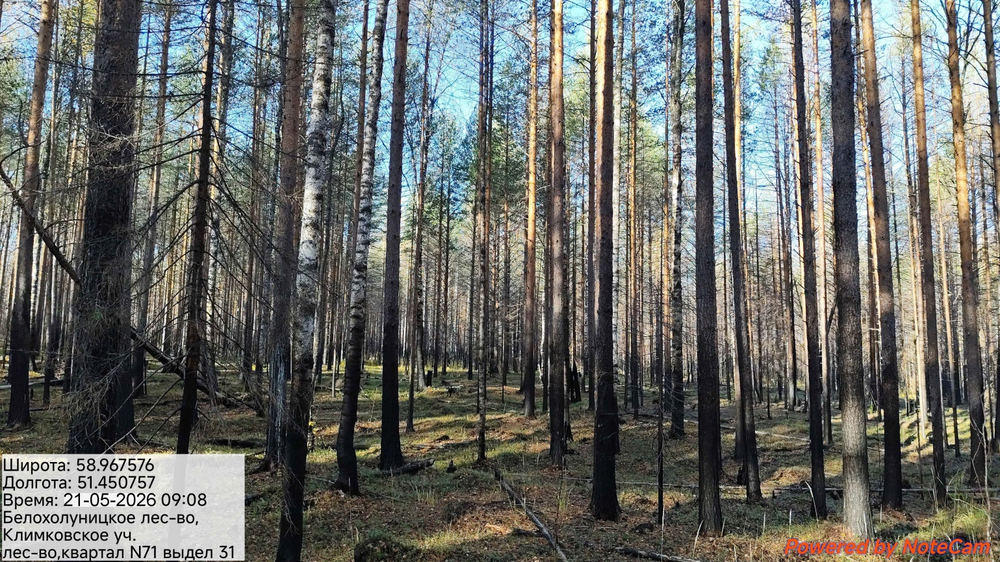 Широта: 58.967576
Долгота: 51.450757
Время: 21-05-2026 09:08
Белохолуницкое лес-во,
Климковское уч.
лес-во,квартал N71 выдел 31
Powered by NoteCam